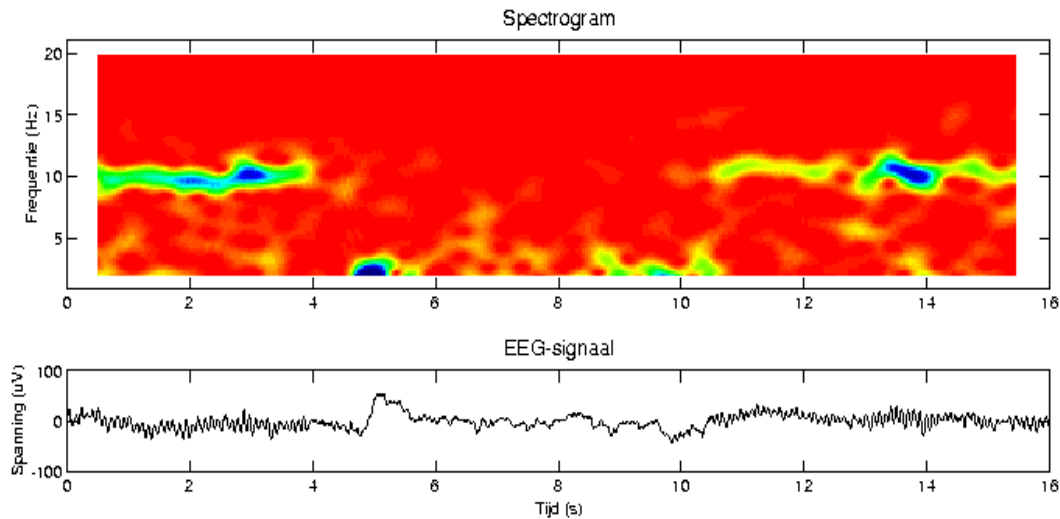 Spectrogram
20
15
10
5
Frequentie (Hz)
0 2 4 6 8 10 12 14 16
EEG-signaal
100
0
-100
Spanning (uV)
0 2 4 6 8 10 12 14 16
Tijd (s)